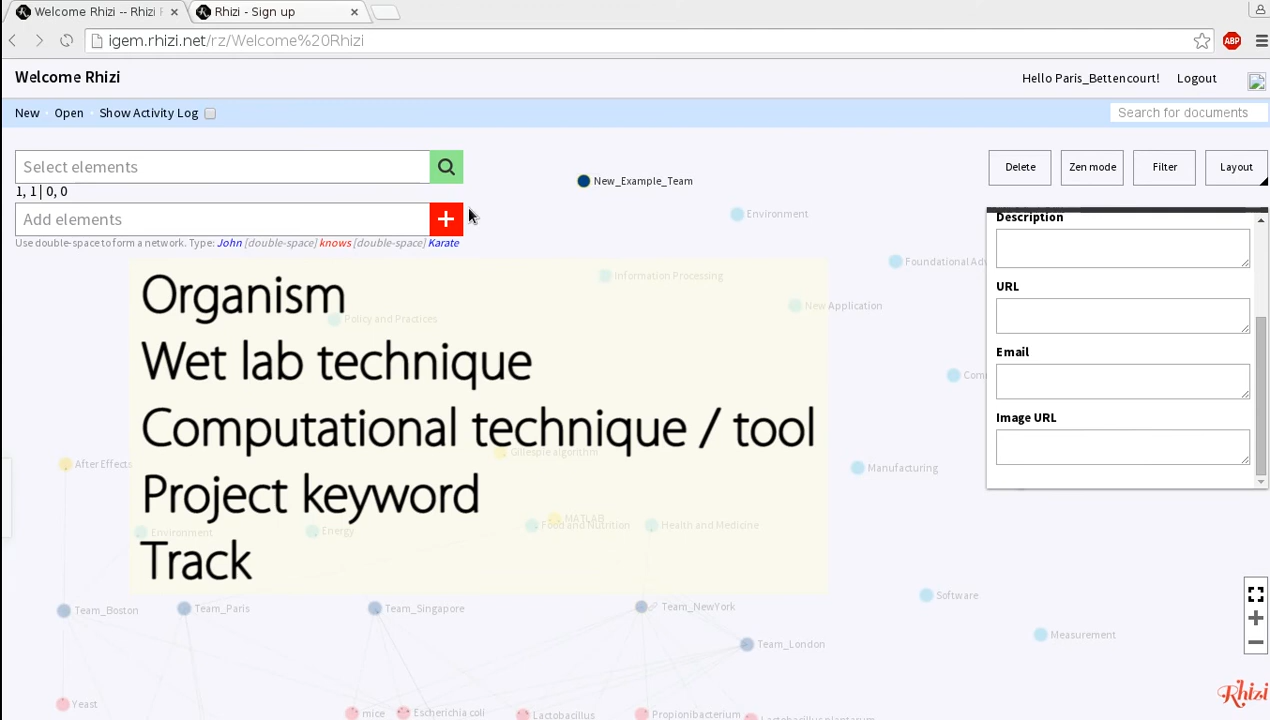 Welcome Rhizi -- Rhizi
Rhizi - Sign up
igem.rhizi.net/rz/Welcome%20Rhizi
ABP
Welcome Rhizi
Hello Paris_Bettencourt!
Logout
New
Open
Show Activity Log
Search for documents
Select elements
Delete
Zen mode
Filter
Layout
1, 1 | 0, 0
New_Example_Team
Add elements
Use double-space to form a network. Type: John [double-space] knows [double-space] Karate
Environment
Description
Foundational Adv
Information Processing
New Application
Policy and Practices
URL
Email
Image URL
Organism
Wet lab technique
Computational technique / tool
Project keyword
Track
After Effects
Gillespie algorithm
Manufacturing
MATLAB
Environment
Energy
Food and Nutrition
Health and Medicine
Team_Boston
Team_Paris
Team_Singapore
Team_NewYork
Team_London
Software
Measurement
Yeast
mice
Escherichia coli
Lactobacillus
Propionibacterium
Lactobacillus plantarum
Rhizi